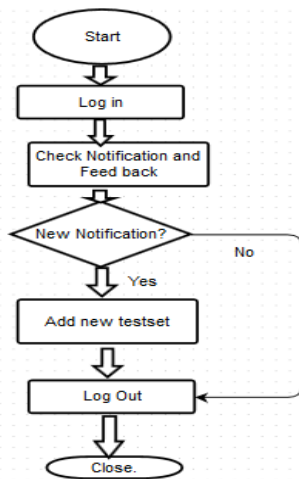 Start
Log in
Check Notification and
Feed back
New Notification?
No
Yes
Add new testset
Log Out
Close.